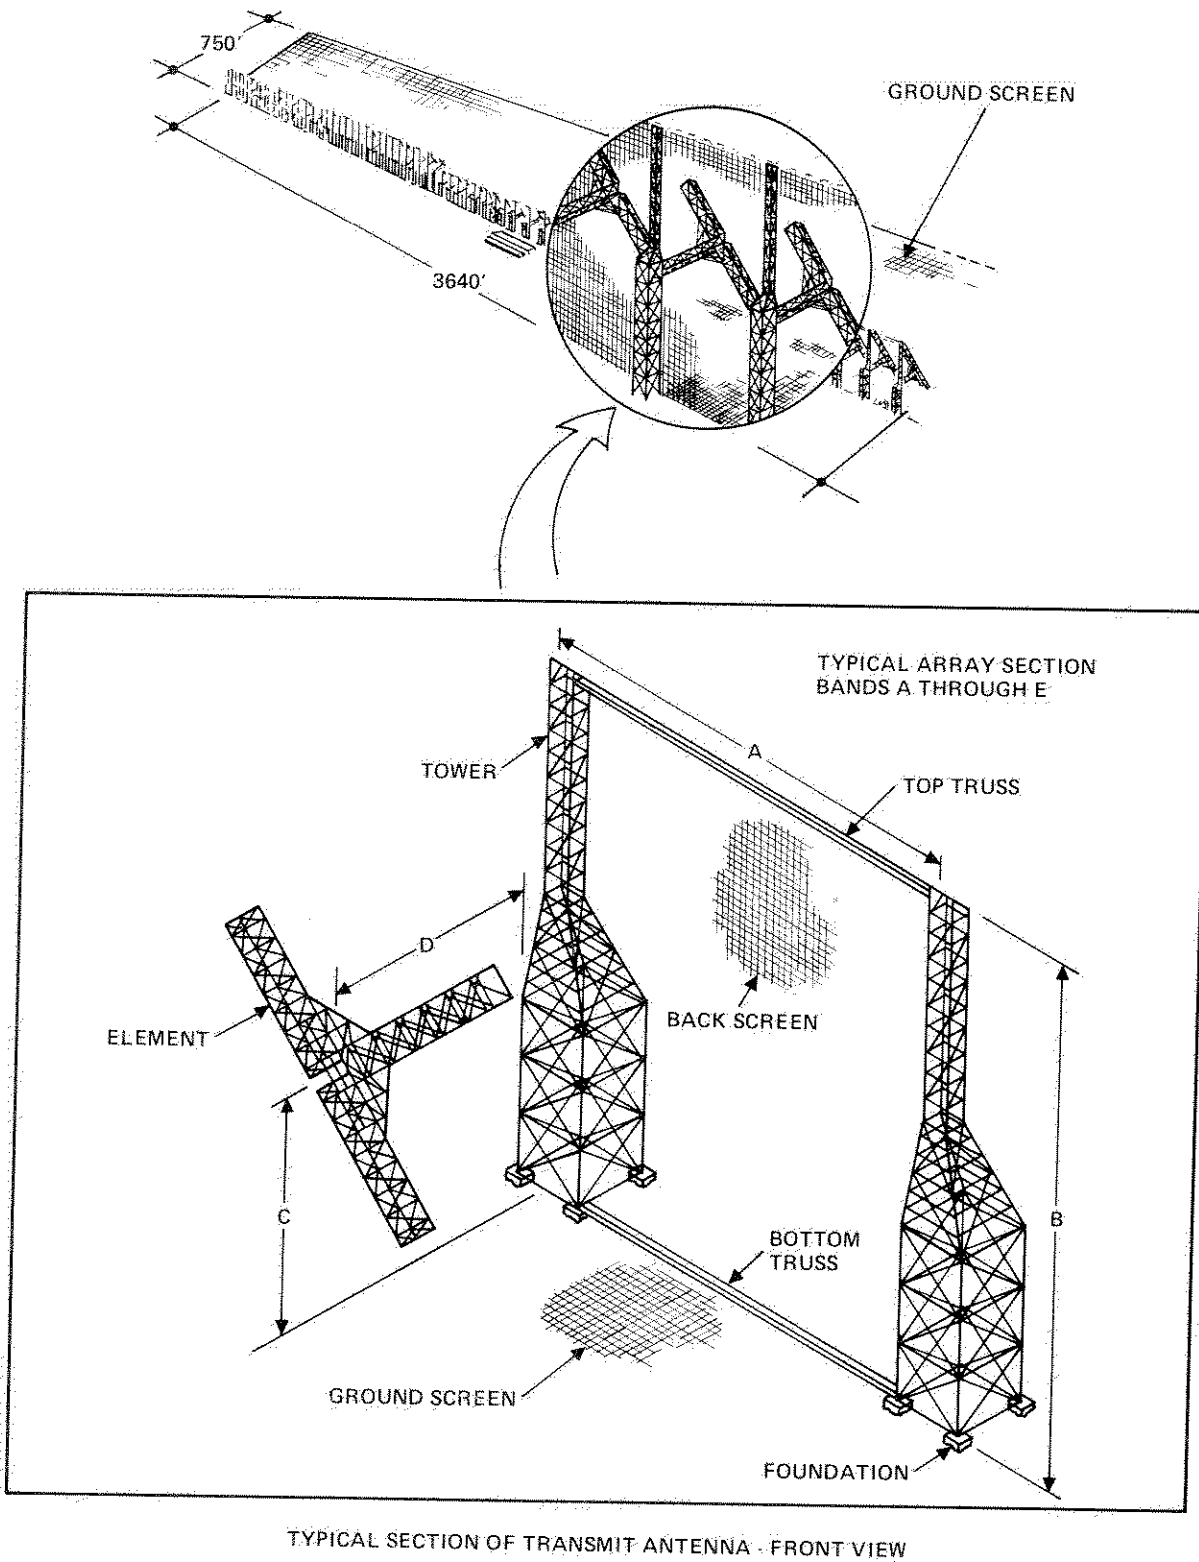 750'
GROUND SCREEN
3640'
TYPICAL ARRAY SECTION
BANDS A THROUGH E
A
TOWER
TOP TRUSS
D
BACK SCREEN
ELEMENT
C
B
BOTTOM
TRUSS
GROUND SCREEN
FOUNDATION
TYPICAL SECTION OF TRANSMIT ANTENNA - FRONT VIEW